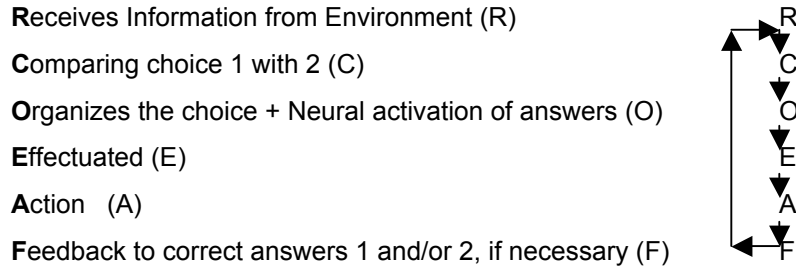 Receives Information from Environment (R) R
Comparing choice 1 with 2 (C) C
Organizes the choice + Neural activation of answers (O) O
Effectuated (E) E
Action (A) A
Feedback to correct answers 1 and/or 2, if necessary (F) F